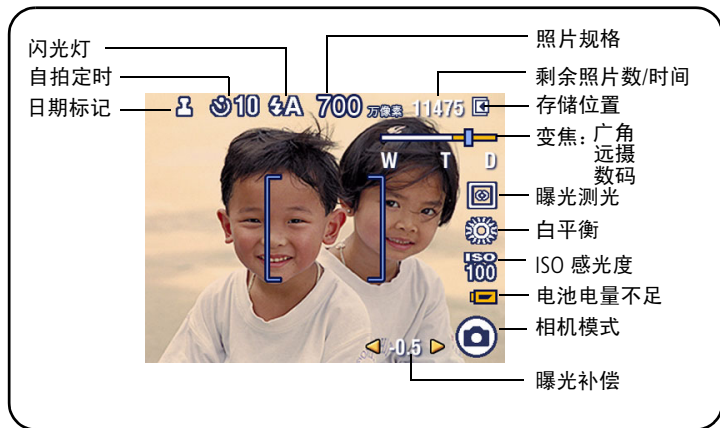 闪光灯
自拍定时
日期标记
照片规格
剩余照片数/时间
存储位置
变焦: 广角
远摄
数码
曝光测光
白平衡
ISO 感光度
电池电量不足
相机模式
曝光补偿
10 A 700 万像素 11475
W T D
ISO
100
-0.5